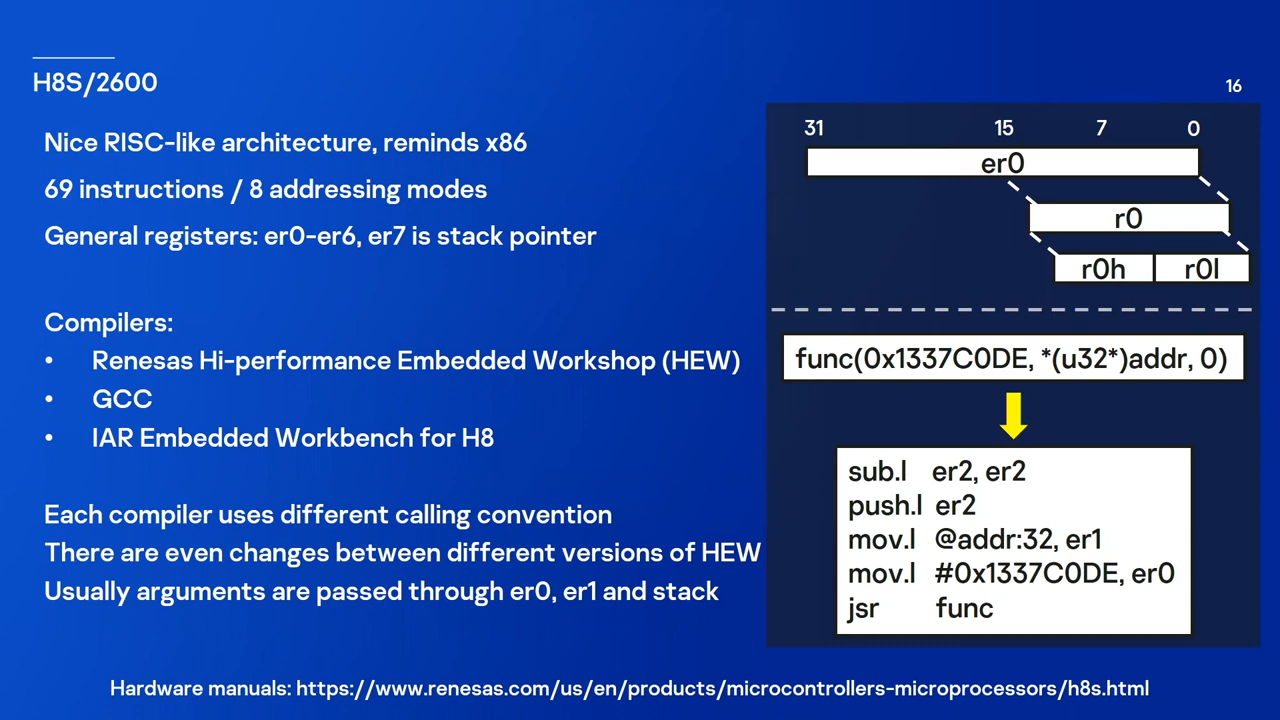 H8S/2600
16
Nice RISC-like architecture, reminds x86
69 instructions / 8 addressing modes
General registers: er0-er6, er7 is stack pointer
Compilers:
• Renesas Hi-performance Embedded Workshop (HEW)
• GCC
• IAR Embedded Workbench for H8
Each compiler uses different calling convention
There are even changes between different versions of HEW
Usually arguments are passed through er0, er1 and stack
31 15 7 0
er0
r0
r0h r0l
func(0x1337C0DE, *(u32*)addr, 0)
sub.l er2, er2
push.l er2
mov.l @addr:32, er1
mov.l #0x1337C0DE, er0
jsr func
Hardware manuals: https://www.renesas.com/us/en/products/microcontrollers-microprocessors/h8s.html